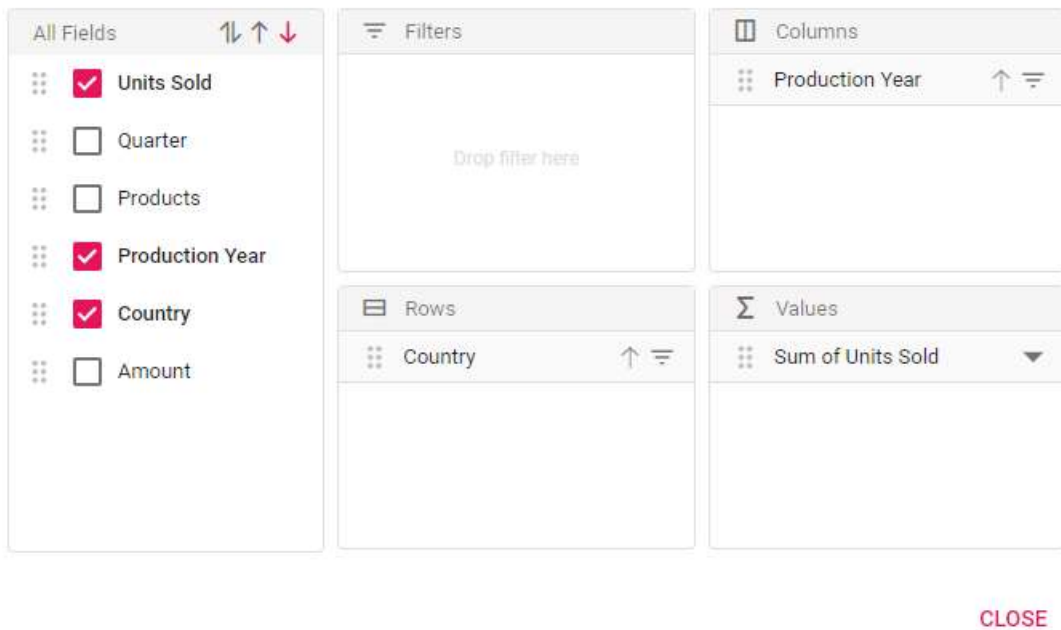 All Fields
Units Sold
Quarter
Products
Production Year
Country
Amount
Filters
Drop filter here
Columns
Production Year
Rows
Country
Σ Values
Sum of Units Sold
CLOSE